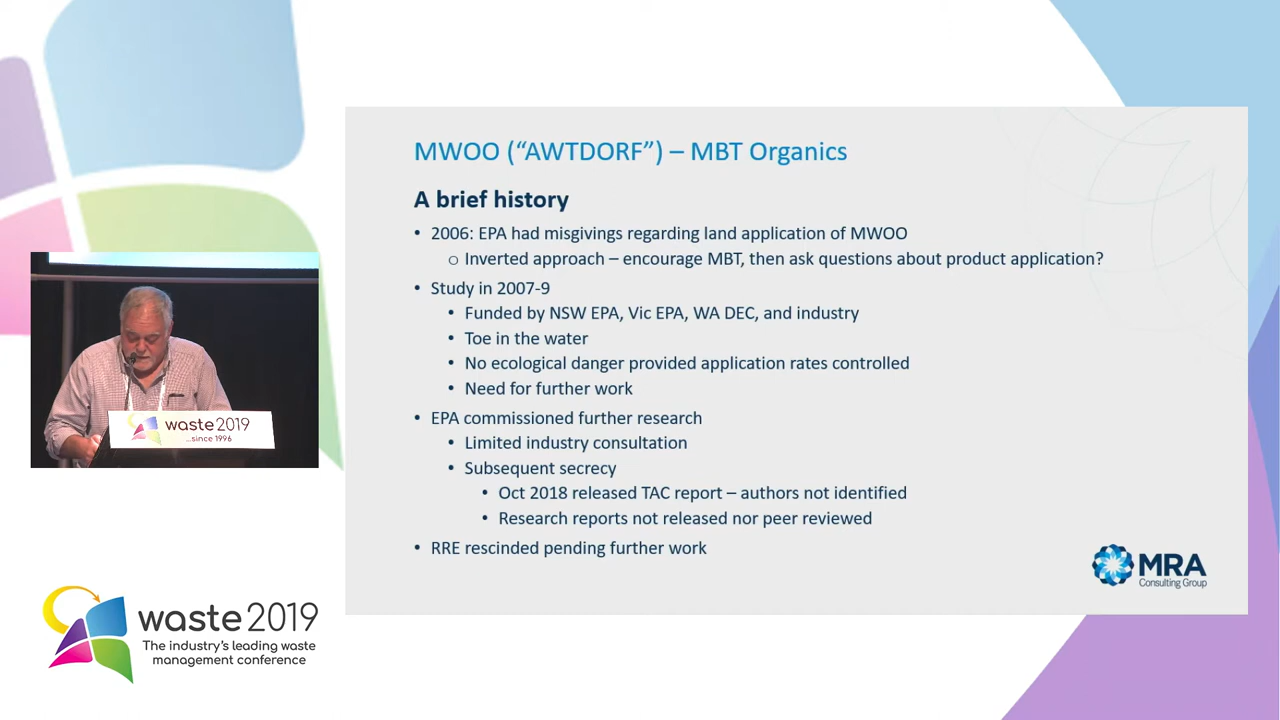 MWOO (“AWTDORF”) – MBT Organics
A brief history
• 2006: EPA had misgivings regarding land application of MWOO
o Inverted approach – encourage MBT, then ask questions about product application?
• Study in 2007-9
• Funded by NSW EPA, Vic EPA, WA DEC, and industry
• Toe in the water
• No ecological danger provided application rates controlled
• Need for further work
• EPA commissioned further research
• Limited industry consultation
• Subsequent secrecy
• Oct 2018 released TAC report – authors not identified
• Research reports not released nor peer reviewed
• RRE rescinded pending further work
MRA
Consulting Group
waste2019
...since 1996
waste2019
The industry's leading waste
management conference